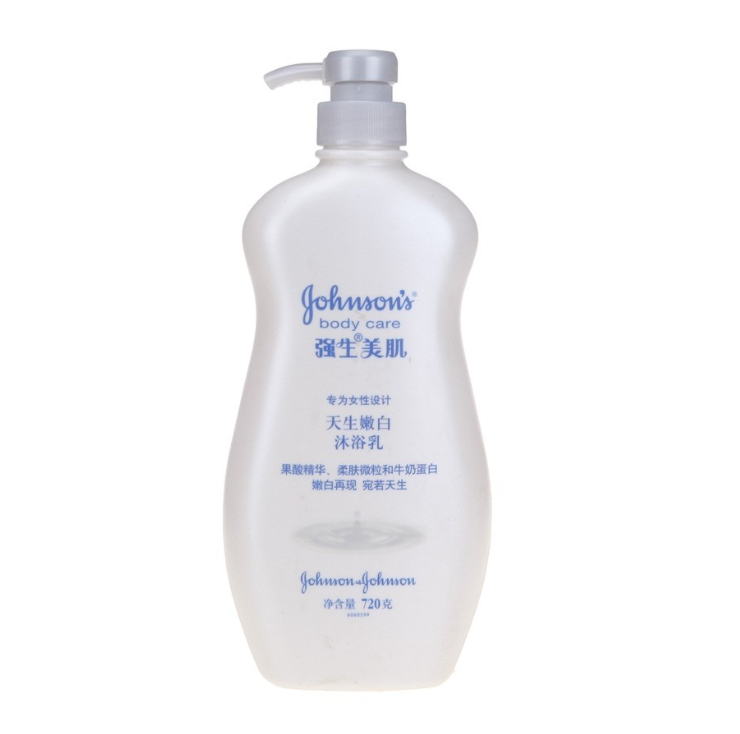 Johnson's®
body care
强生®美肌
专为女性设计
天生嫩白
沐浴乳
果酸精华、柔肤微粒和牛奶蛋白
嫩白再现 宛若天生
Johnson&Johnson
净含量 720克